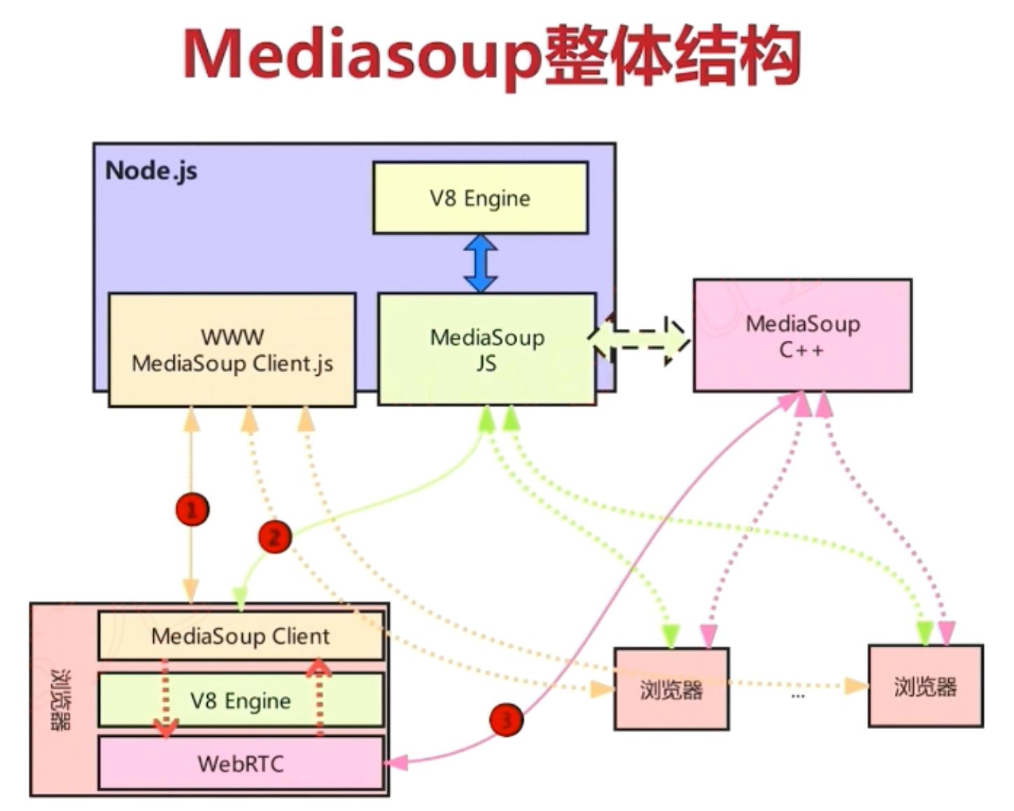 Mediasoup整体结构
Node.js
V8 Engine
WWW
MediaSoup Client.js
MediaSoup
JS
MediaSoup
C++
1
2
MediaSoup Client
浏览器
V8 Engine
WebRTC
3
浏览器
...
浏览器